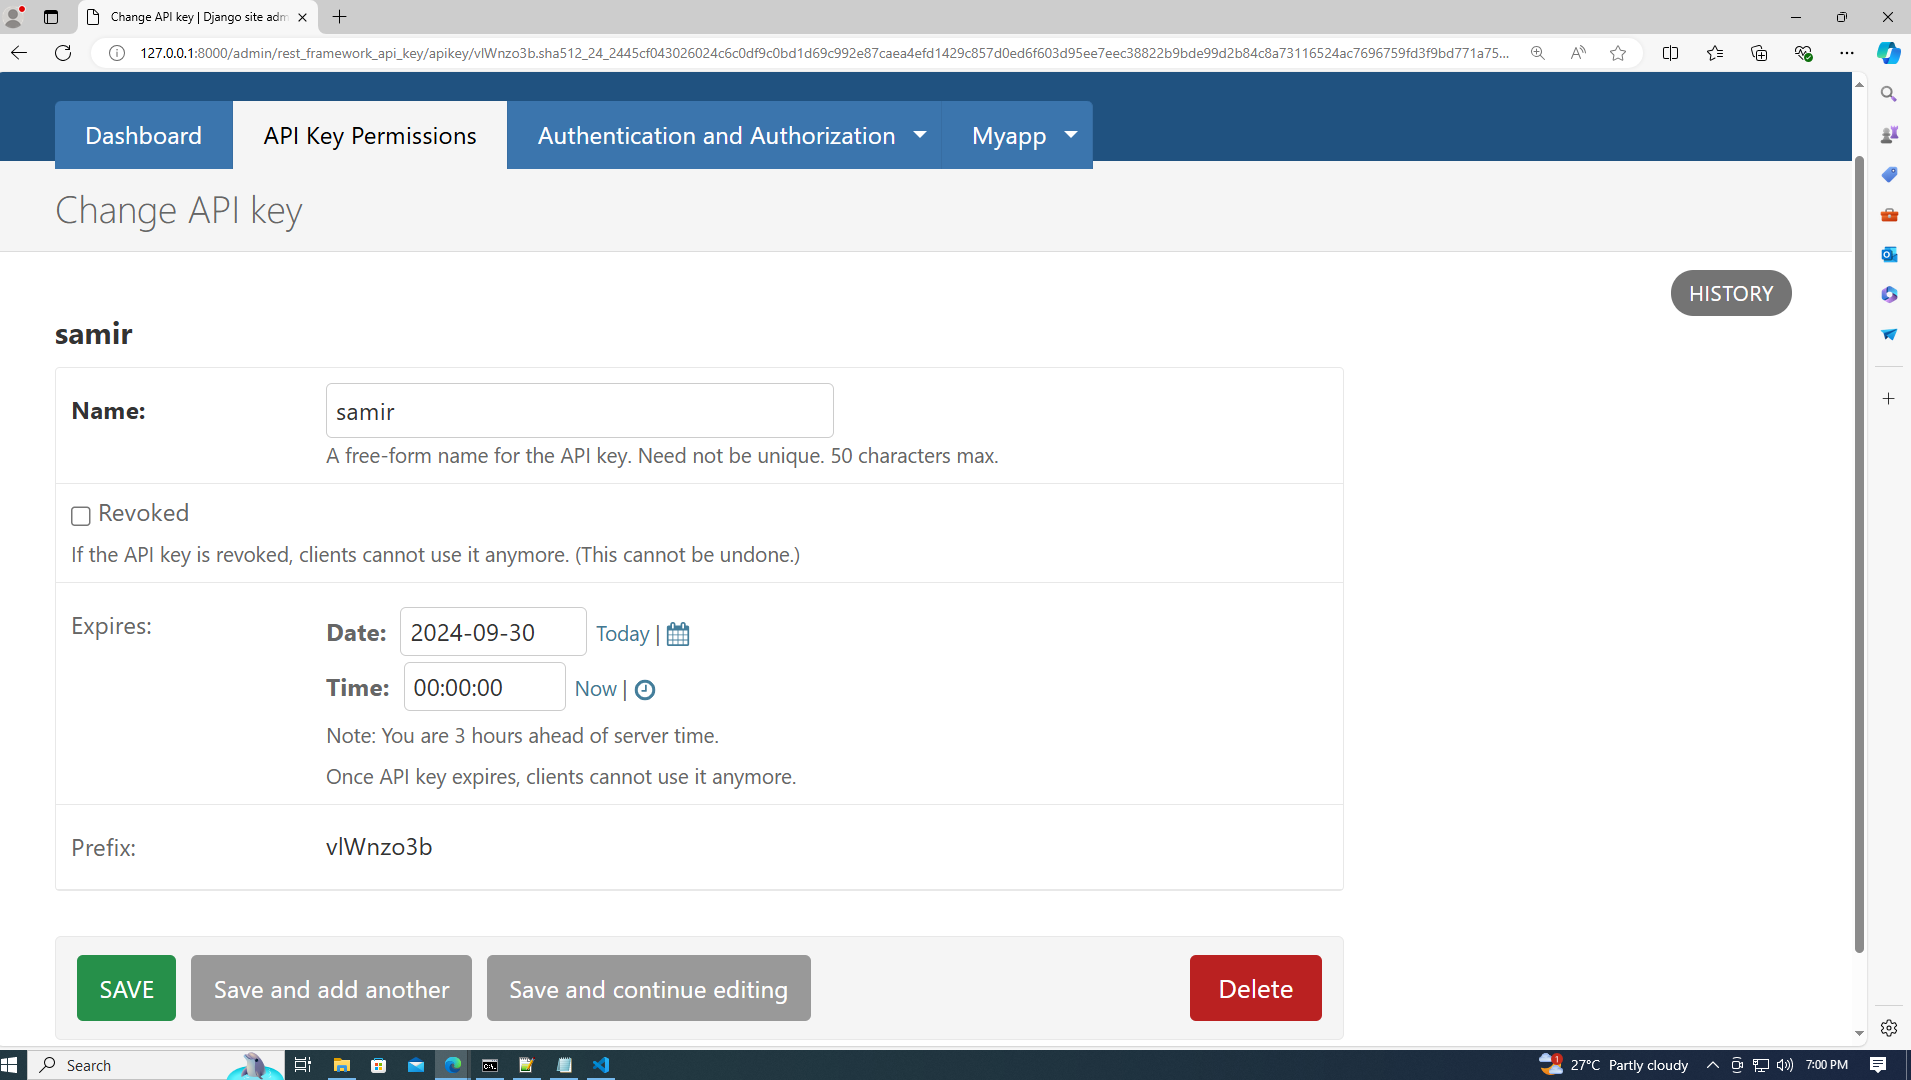 Change API key | Django site adm
127.0.0.1:8000/admin/rest_framework_api_key/apikey/vlWnzo3b.sha512_24_2445cf043026024c6c0df9c0bd1d69c992e87caea4efd1429c857d0ed6f603d95ee7eec38822b9bde99d2b84c8a73116524ac7696759fd3f9bd771a75...
Dashboard
API Key Permissions
Authentication and Authorization
Myapp
Change API key
HISTORY
samir
Name:
samir
A free-form name for the API key. Need not be unique. 50 characters max.
Revoked
If the API key is revoked, clients cannot use it anymore. (This cannot be undone.)
Expires:
Date: 2024-09-30 Today |
Time: 00:00:00 Now |
Note: You are 3 hours ahead of server time.
Once API key expires, clients cannot use it anymore.
Prefix:
vlWnzo3b
SAVE
Save and add another
Save and continue editing
Delete
Search
1
27°C Partly cloudy
7:00 PM